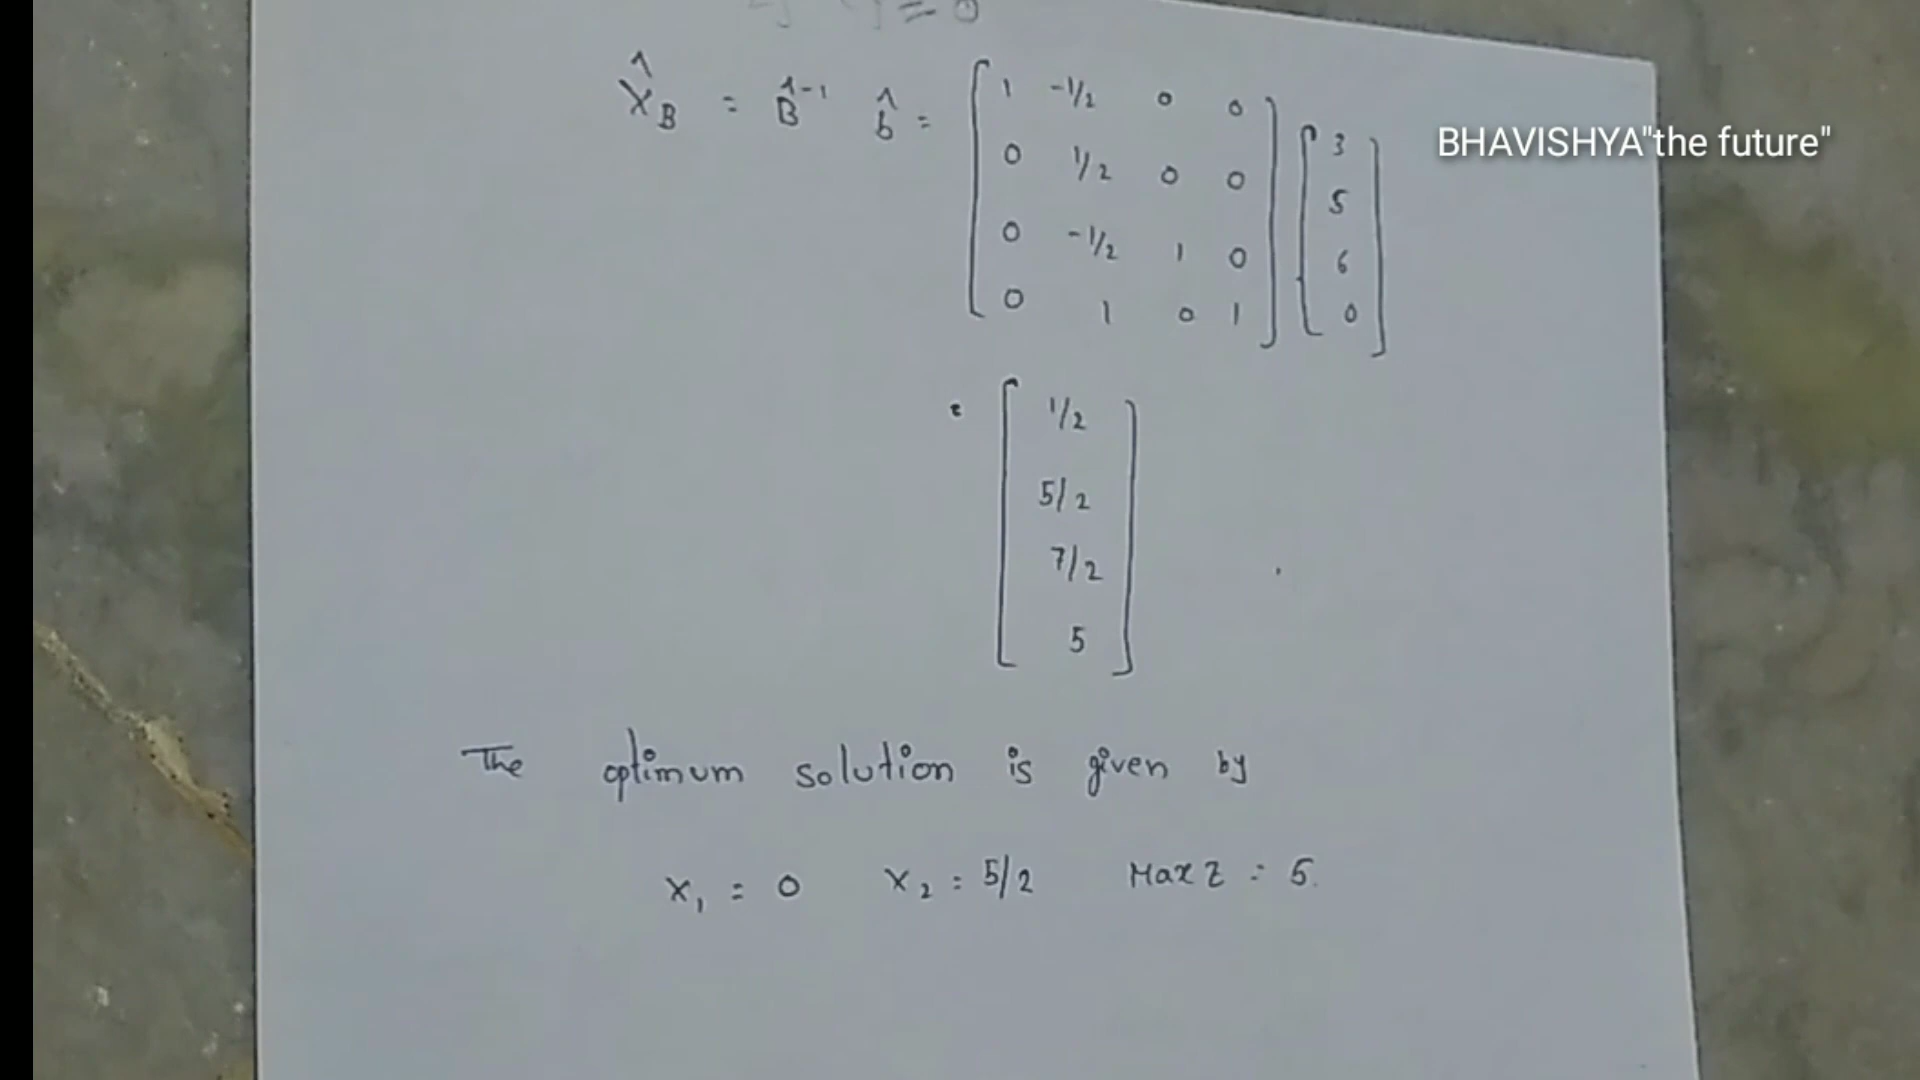 = 0
X̂_B = B̂⁻¹ b̂ = [ 1 -1/2 0 0 ; 0 1/2 0 0 ; 0 -1/2 1 0 ; 0 1 0 1 ] [ 3 ; 5 ; 6 ; 0 ]
BHAVISHYA"the future"
= [ 1/2 ; 5/2 ; 7/2 ; 5 ]
The optimum solution is given by
X₁ = 0 X₂ = 5/2 Max Z = 5.